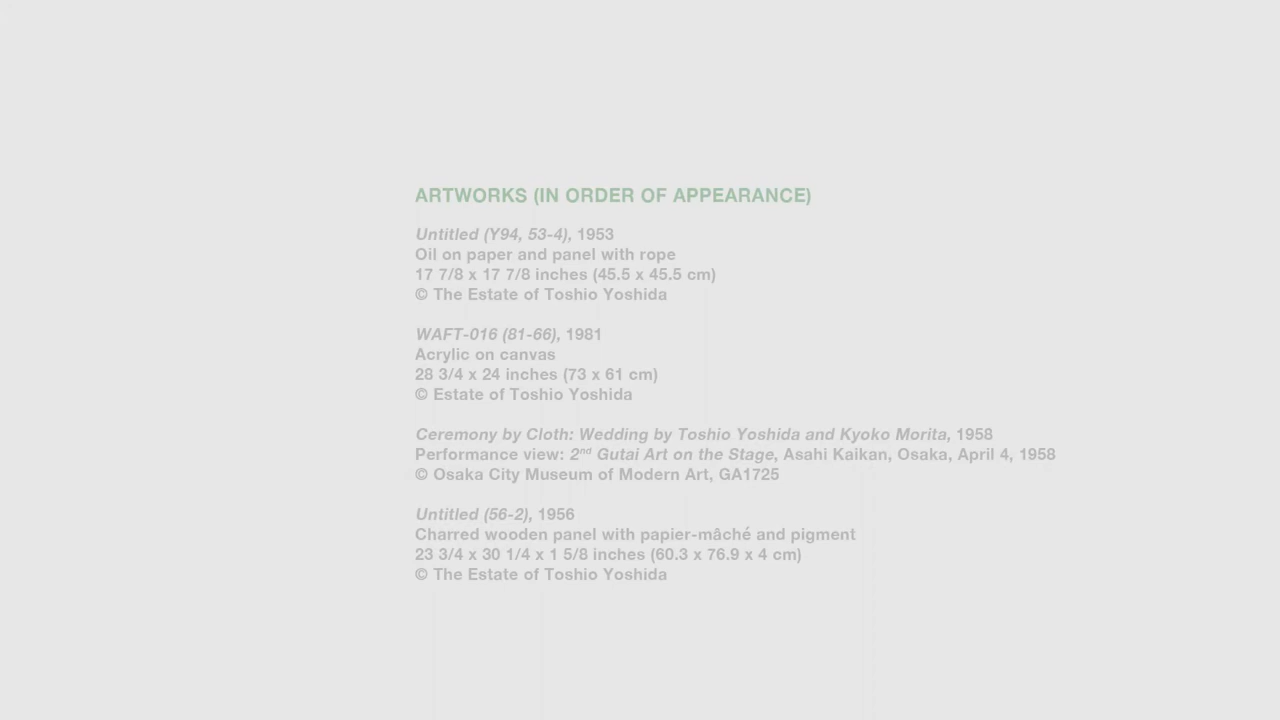 ARTWORKS (IN ORDER OF APPEARANCE)
Untitled (Y94, 53-4), 1953
Oil on paper and panel with rope
17 7/8 x 17 7/8 inches (45.5 x 45.5 cm)
© The Estate of Toshio Yoshida
WAFT-016 (81-66), 1981
Acrylic on canvas
28 3/4 x 24 inches (73 x 61 cm)
© Estate of Toshio Yoshida
Ceremony by Cloth: Wedding by Toshio Yoshida and Kyoko Morita, 1958
Performance view: 2nd Gutai Art on the Stage, Asahi Kaikan, Osaka, April 4, 1958
© Osaka City Museum of Modern Art, GA1725
Untitled (56-2), 1956
Charred wooden panel with papier-mâché and pigment
23 3/4 x 30 1/4 x 1 5/8 inches (60.3 x 76.9 x 4 cm)
© The Estate of Toshio Yoshida